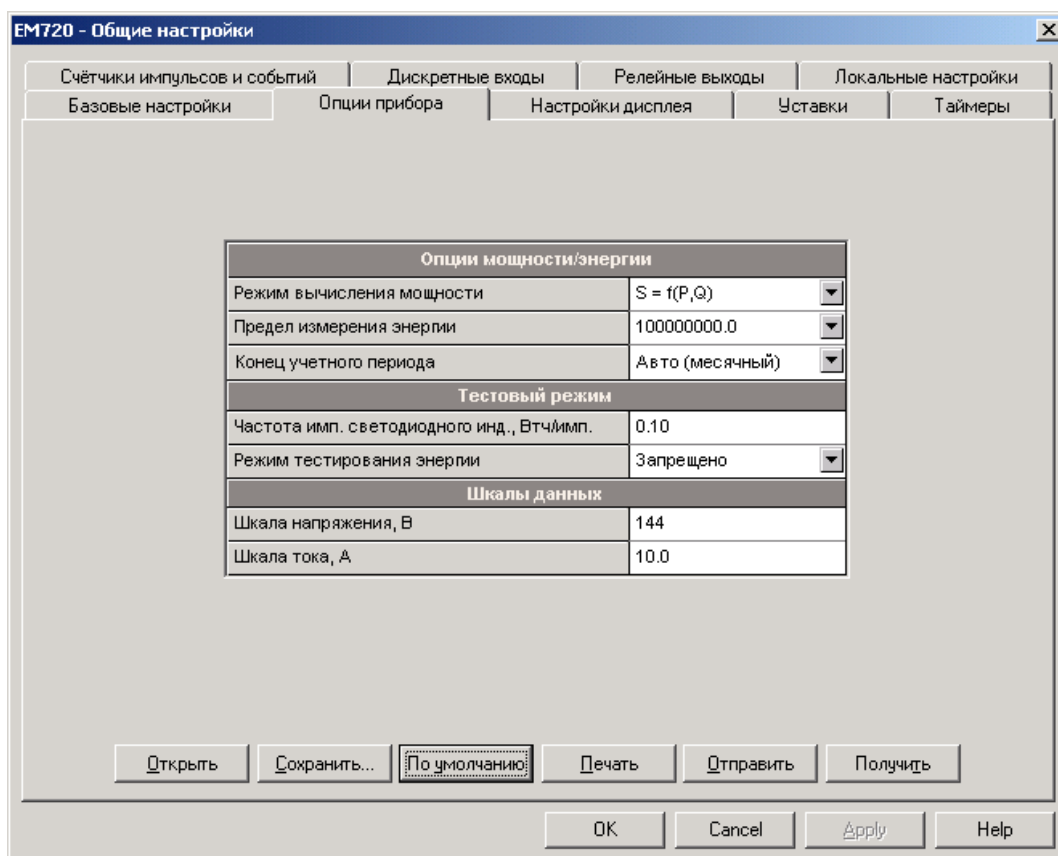 EM720 - Общие настройки
Счётчики импульсов и событий Дискретные входы Релейные выходы Локальные настройки
Базовые настройки Опции прибора Настройки дисплея Уставки Таймеры
Опции мощности/энергии
Режим вычисления мощности S = f(P,Q)
Предел измерения энергии 100000000.0
Конец учетного периода Авто (месячный)
Тестовый режим
Частота имп. светодиодного инд., Втч/имп. 0.10
Режим тестирования энергии Запрещено
Шкалы данных
Шкала напряжения, В 144
Шкала тока, А 10.0
Открыть Сохранить... По умолчанию Печать Отправить Получить
OK Cancel Apply Help